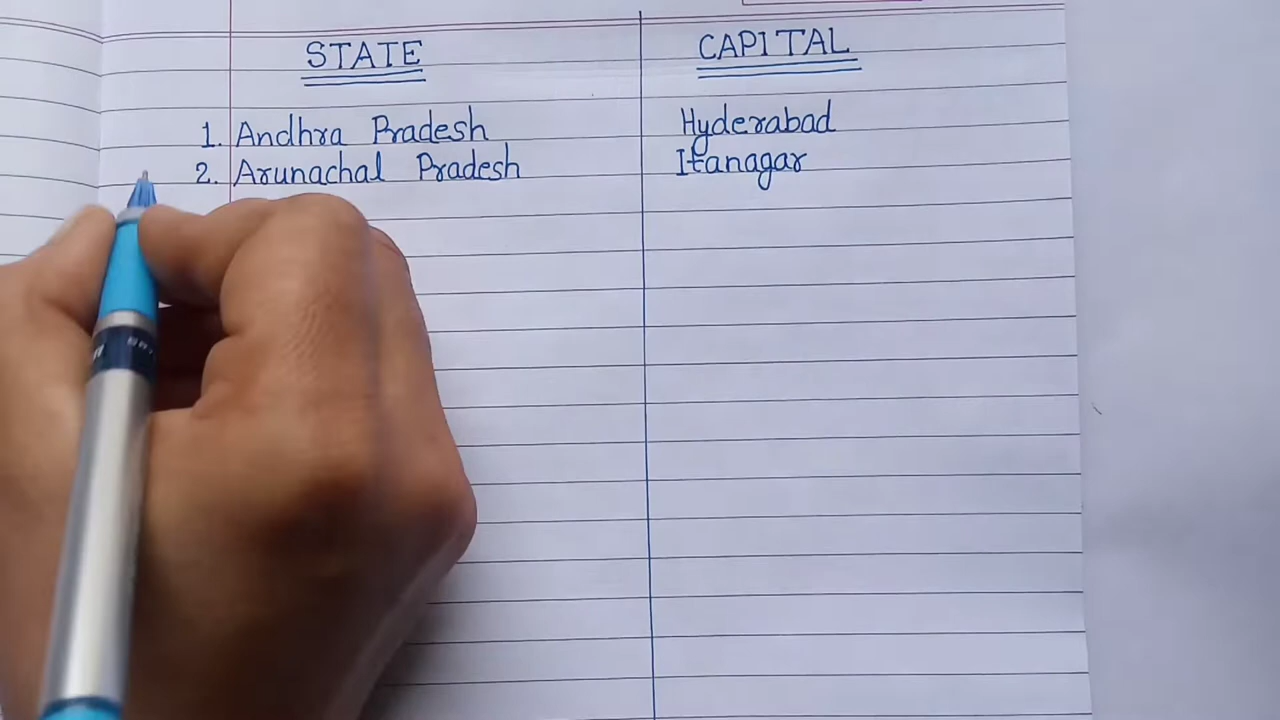 STATE CAPITAL
1. Andhra Pradesh Hyderabad
2. Arunachal Pradesh Itanagar